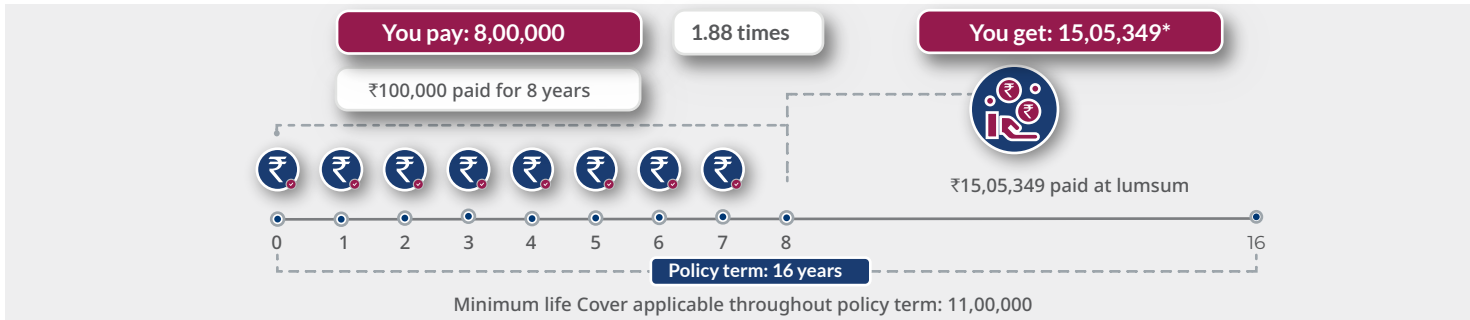 You pay: 8,00,000
1.88 times
You get: 15,05,349*
₹100,000 paid for 8 years
₹ ₹
₹ ₹ ₹ ₹ ₹ ₹ ₹ ₹
₹15,05,349 paid at lumsum
0 1 2 3 4 5 6 7 8 16
Policy term: 16 years
Minimum life Cover applicable throughout policy term: 11,00,000